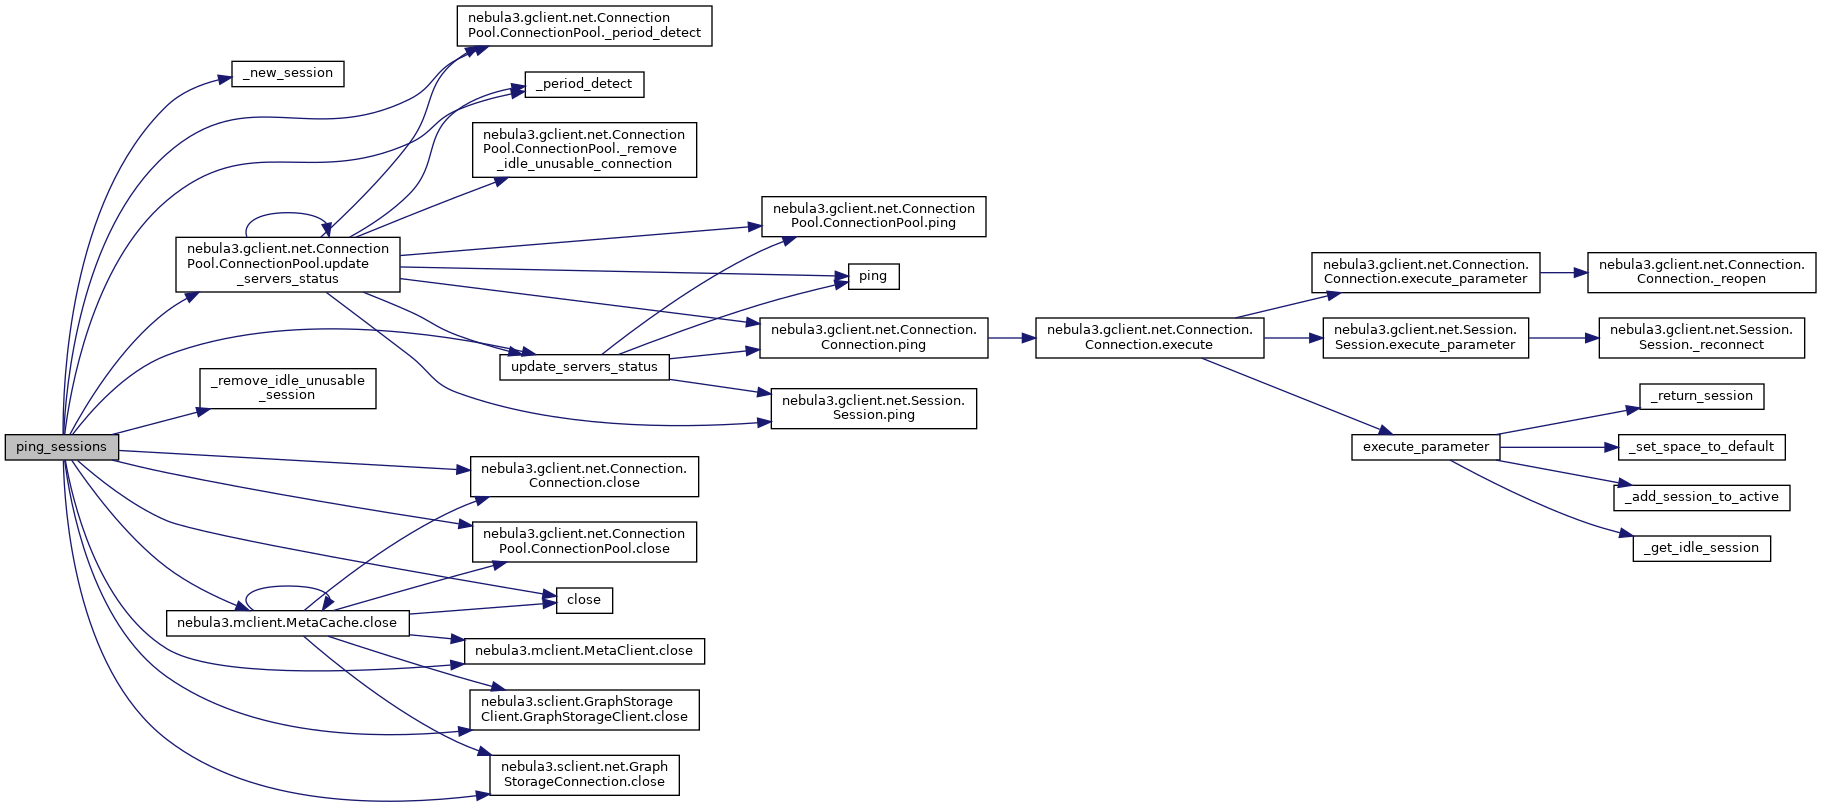 nebula3.gclient.net.Connection
Pool.ConnectionPool._period_detect
_new_session
_period_detect
nebula3.gclient.net.Connection
Pool.ConnectionPool._remove
_idle_unusable_connection
nebula3.gclient.net.Connection
Pool.ConnectionPool.ping
nebula3.gclient.net.Connection
Pool.ConnectionPool.update
_servers_status
ping
nebula3.gclient.net.Connection.
Connection.execute_parameter
nebula3.gclient.net.Connection.
Connection._reopen
nebula3.gclient.net.Connection.
Connection.ping
nebula3.gclient.net.Connection.
Connection.execute
nebula3.gclient.net.Session.
Session.execute_parameter
nebula3.gclient.net.Session.
Session._reconnect
update_servers_status
_remove_idle_unusable
_session
nebula3.gclient.net.Session.
Session.ping
_return_session
ping_sessions
execute_parameter
_set_space_to_default
nebula3.gclient.net.Connection.
Connection.close
_add_session_to_active
nebula3.gclient.net.Connection
Pool.ConnectionPool.close
_get_idle_session
close
nebula3.mclient.MetaCache.close
nebula3.mclient.MetaClient.close
nebula3.sclient.GraphStorage
Client.GraphStorageClient.close
nebula3.sclient.net.Graph
StorageConnection.close